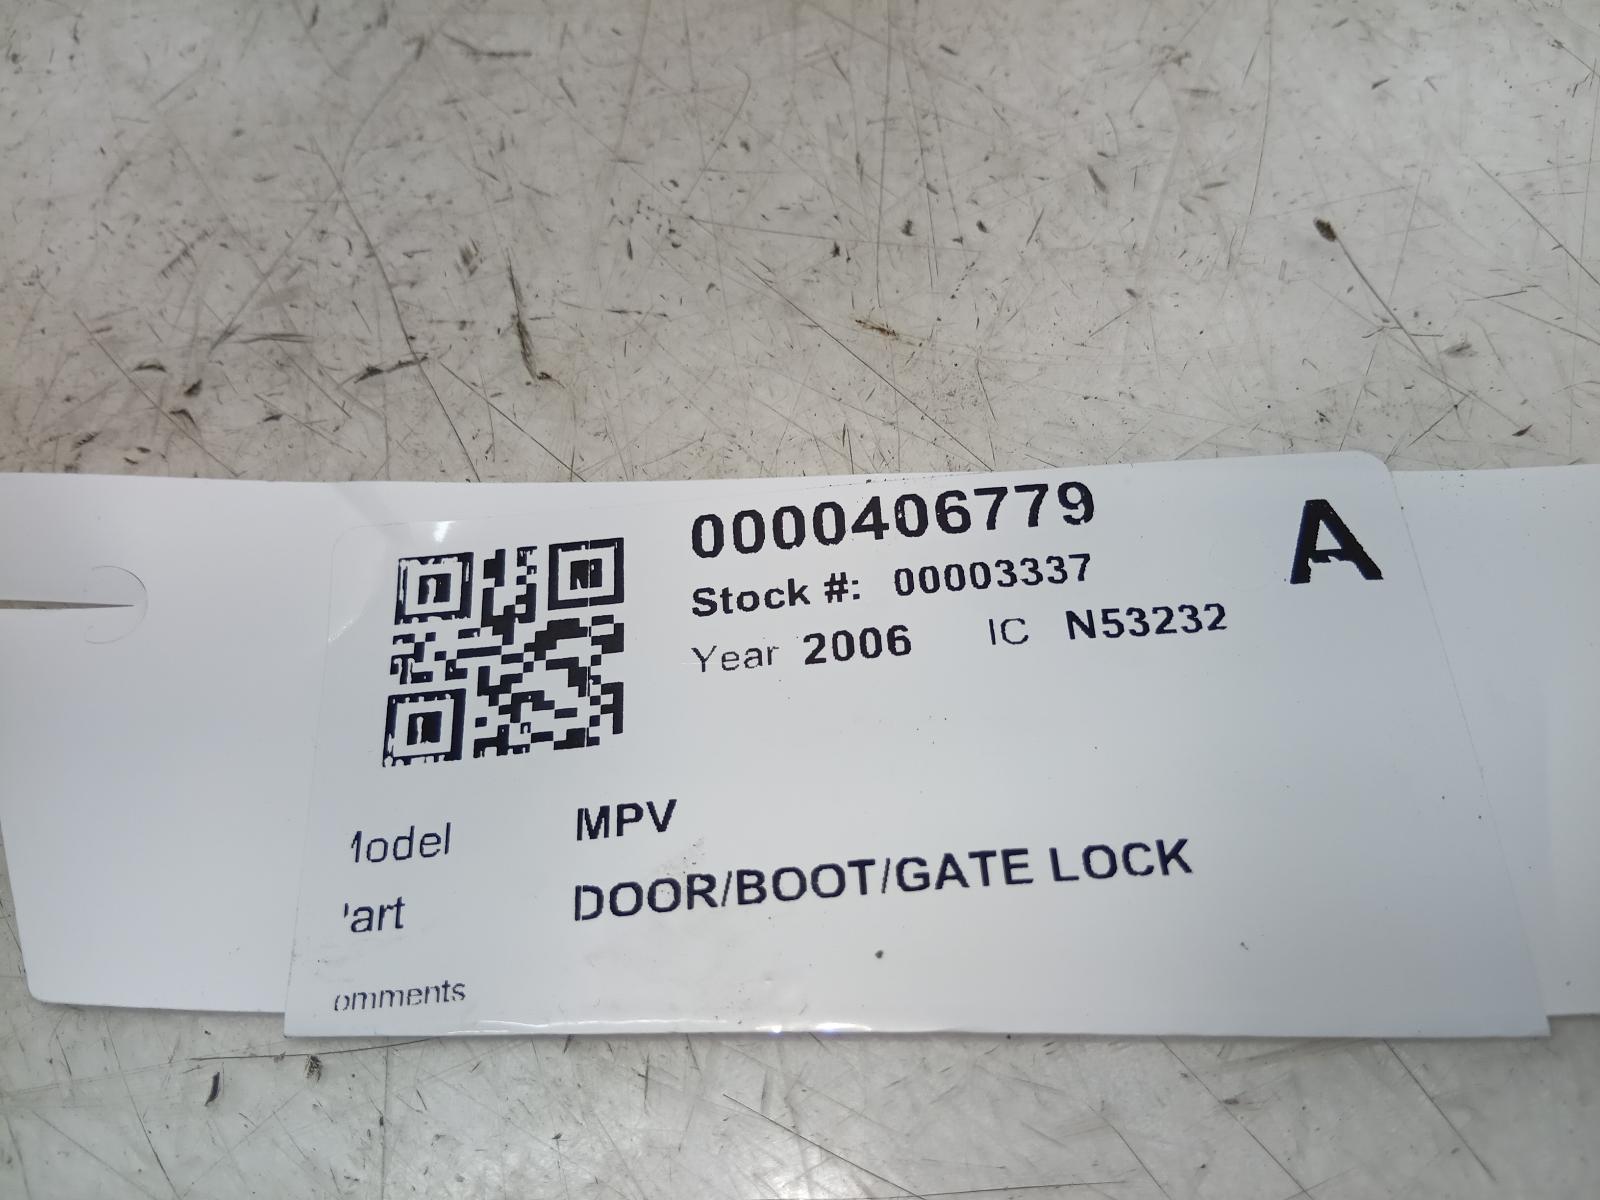 0000406779
A
Stock #: 00003337
Year 2006 IC N53232
Model MPV
Part DOOR/BOOT/GATE LOCK
omments